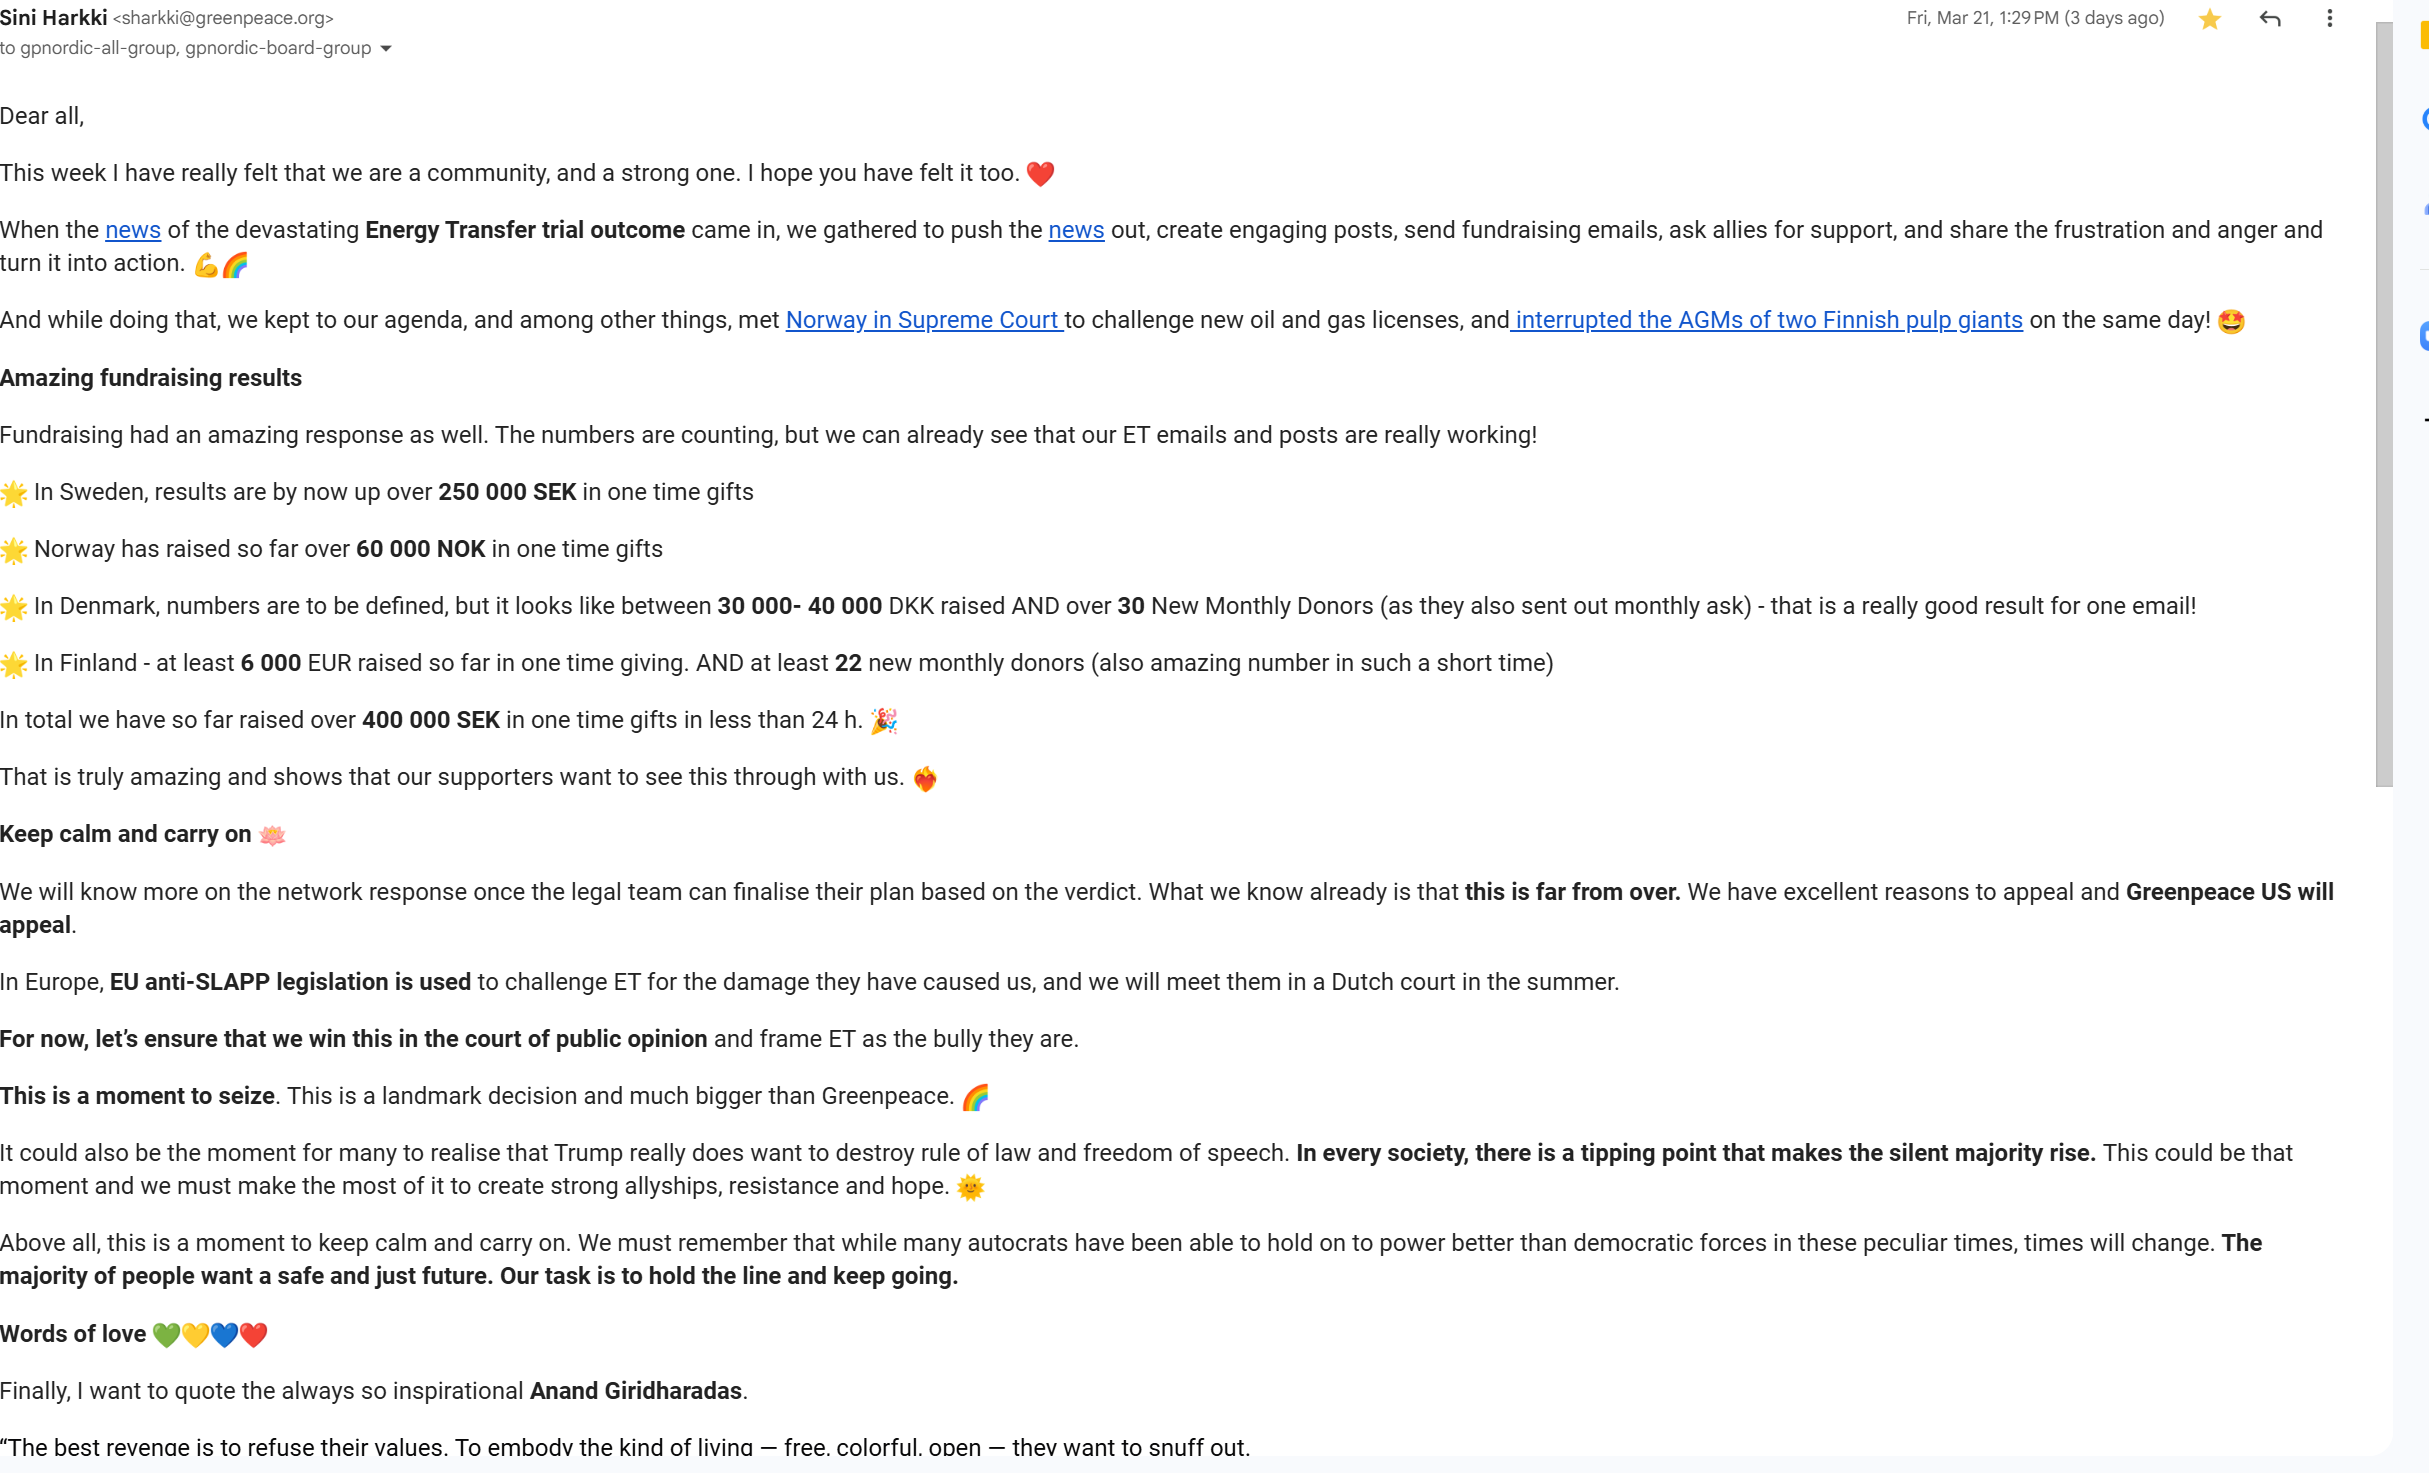 Sini Harkki <sharkki@greenpeace.org>
Fri, Mar 21, 1:29 PM (3 days ago)
to gpnordic-all-group, gpnordic-board-group
Dear all,
This week I have really felt that we are a community, and a strong one. I hope you have felt it too. ❤️
When the news of the devastating Energy Transfer trial outcome came in, we gathered to push the news out, create engaging posts, send fundraising emails, ask allies for support, and share the frustration and anger and
turn it into action. 💪🌈
And while doing that, we kept to our agenda, and among other things, met Norway in Supreme Court to challenge new oil and gas licenses, and interrupted the AGMs of two Finnish pulp giants on the same day! 🤩
Amazing fundraising results
Fundraising had an amazing response as well. The numbers are counting, but we can already see that our ET emails and posts are really working!
🌟 In Sweden, results are by now up over 250 000 SEK in one time gifts
🌟 Norway has raised so far over 60 000 NOK in one time gifts
🌟 In Denmark, numbers are to be defined, but it looks like between 30 000- 40 000 DKK raised AND over 30 New Monthly Donors (as they also sent out monthly ask) - that is a really good result for one email!
🌟 In Finland - at least 6 000 EUR raised so far in one time giving. AND at least 22 new monthly donors (also amazing number in such a short time)
In total we have so far raised over 400 000 SEK in one time gifts in less than 24 h. 🎉
That is truly amazing and shows that our supporters want to see this through with us. ❤️‍🔥
Keep calm and carry on 🪷
We will know more on the network response once the legal team can finalise their plan based on the verdict. What we know already is that this is far from over. We have excellent reasons to appeal and Greenpeace US will
appeal.
In Europe, EU anti-SLAPP legislation is used to challenge ET for the damage they have caused us, and we will meet them in a Dutch court in the summer.
For now, let’s ensure that we win this in the court of public opinion and frame ET as the bully they are.
This is a moment to seize. This is a landmark decision and much bigger than Greenpeace. 🌈
It could also be the moment for many to realise that Trump really does want to destroy rule of law and freedom of speech. In every society, there is a tipping point that makes the silent majority rise. This could be that
moment and we must make the most of it to create strong allyships, resistance and hope. 🌞
Above all, this is a moment to keep calm and carry on. We must remember that while many autocrats have been able to hold on to power better than democratic forces in these peculiar times, times will change. The
majority of people want a safe and just future. Our task is to hold the line and keep going.
Words of love 💚💛💙❤️
Finally, I want to quote the always so inspirational Anand Giridharadas.
“The best revenge is to refuse their values. To embody the kind of living — free, colorful, open — they want to snuff out.